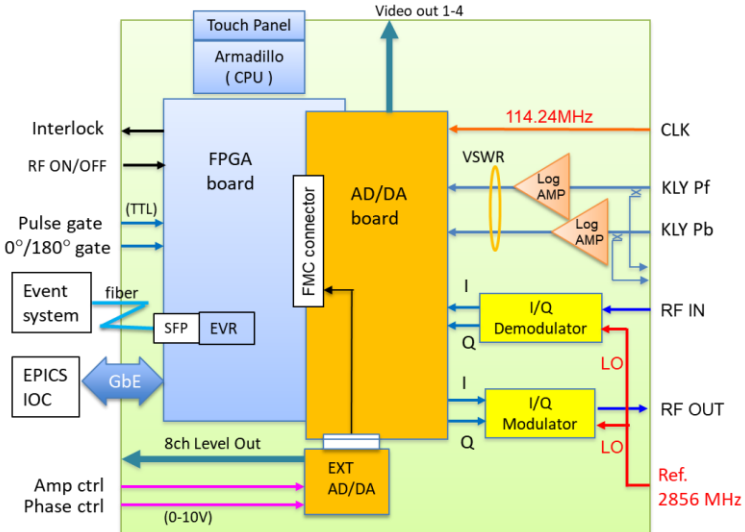 Video out 1-4
Touch Panel
Armadillo
( CPU )
114.24MHz
CLK
Interlock
FPGA
board
VSWR
Log
AMP
KLY Pf
RF ON/OFF
AD/DA
board
FMC connector
Pulse gate
(TTL)
0°/180° gate
Log
AMP
KLY Pb
Event
system
fiber
SFP
EVR
I
Q
I/Q
Demodulator
RF IN
LO
EPICS
IOC
GbE
I
Q
I/Q
Modulator
RF OUT
LO
8ch Level Out
EXT
AD/DA
Amp ctrl
Phase ctrl
(0-10V)
Ref.
2856 MHz